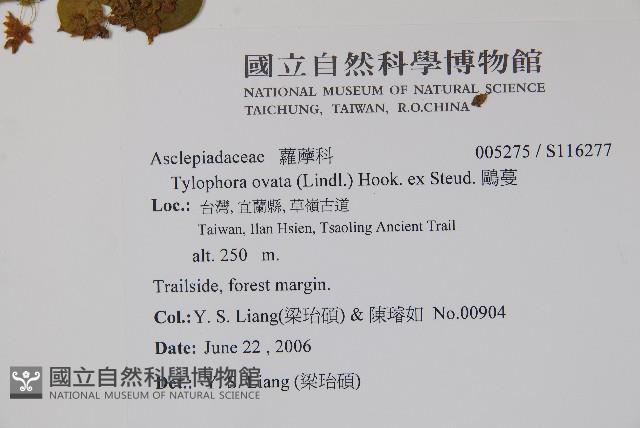 國立自然科學博物館
NATIONAL MUSEUM OF NATURAL SCIENCE
TAICHUNG, TAIWAN, R.O.CHINA
Asclepiadaceae 蘿藦科 005275 / S116277
Tylophora ovata (Lindl.) Hook. ex Steud. 鷗蔓
Loc.: 台灣, 宜蘭縣, 草嶺古道
Taiwan, Ilan Hsien, Tsaoling Ancient Trail
alt. 250 m.
Trailside, forest margin.
Col.: Y. S. Liang(梁珆碩) & 陳璿如 No.00904
Date: June 22 , 2006
Det.: Y. S. Liang (梁珆碩)
國立自然科學博物館
NATIONAL MUSEUM OF NATURAL SCIENCE